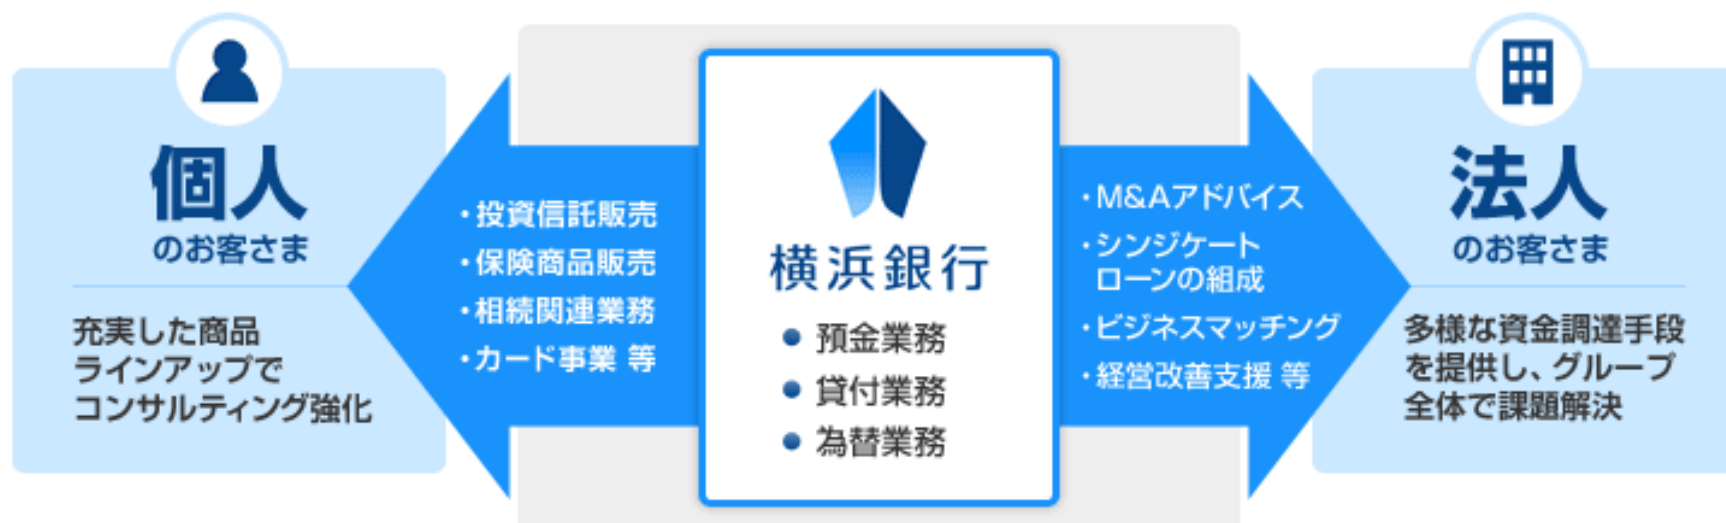 個人
のお客さま
充実した商品
ラインアップで
コンサルティング強化
・投資信託販売
・保険商品販売
・相続関連業務
・カード事業 等
横浜銀行
● 預金業務
● 貸付業務
● 為替業務
・M&Aアドバイス
・シンジケート
ローンの組成
・ビジネスマッチング
・経営改善支援 等
法人
のお客さま
多様な資金調達手段
を提供し、グループ
全体で課題解決